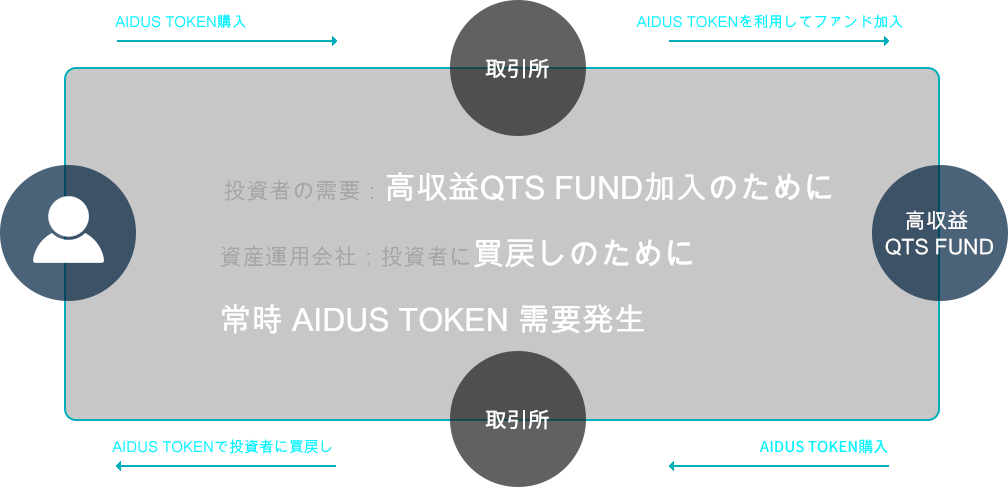 AIDUS TOKEN購入
AIDUS TOKENを利用してファンド加入
取引所
投資者の需要：高収益QTS FUND加入のために
高収益
QTS FUND
資産運用会社：投資者に買戻しのために
常時 AIDUS TOKEN 需要発生
取引所
AIDUS TOKENで投資者に買戻し
AIDUS TOKEN購入